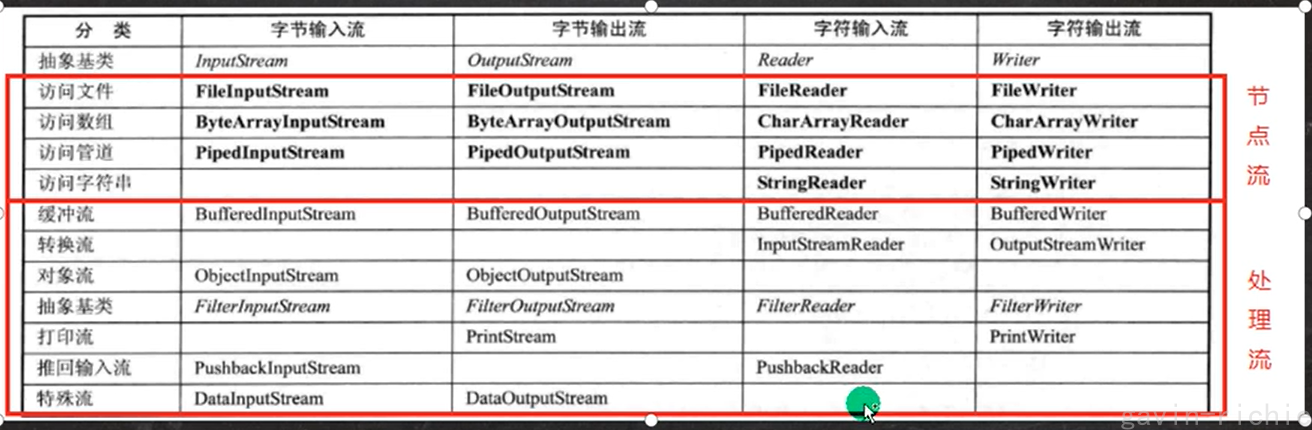 分 类 字节输入流 字节输出流 字符输入流 字符输出流
抽象基类 InputStream OutputStream Reader Writer
访问文件 FileInputStream FileOutputStream FileReader FileWriter
访问数组 ByteArrayInputStream ByteArrayOutputStream CharArrayReader CharArrayWriter
访问管道 PipedInputStream PipedOutputStream PipedReader PipedWriter
访问字符串 StringReader StringWriter
缓冲流 BufferedInputStream BufferedOutputStream BufferedReader BufferedWriter
转换流 InputStreamReader OutputStreamWriter
对象流 ObjectInputStream ObjectOutputStream
抽象基类 FilterInputStream FilterOutputStream FilterReader FilterWriter
打印流 PrintStream PrintWriter
推回输入流 PushbackInputStream PushbackReader
特殊流 DataInputStream DataOutputStream
节点流
处理流
gavin-richie